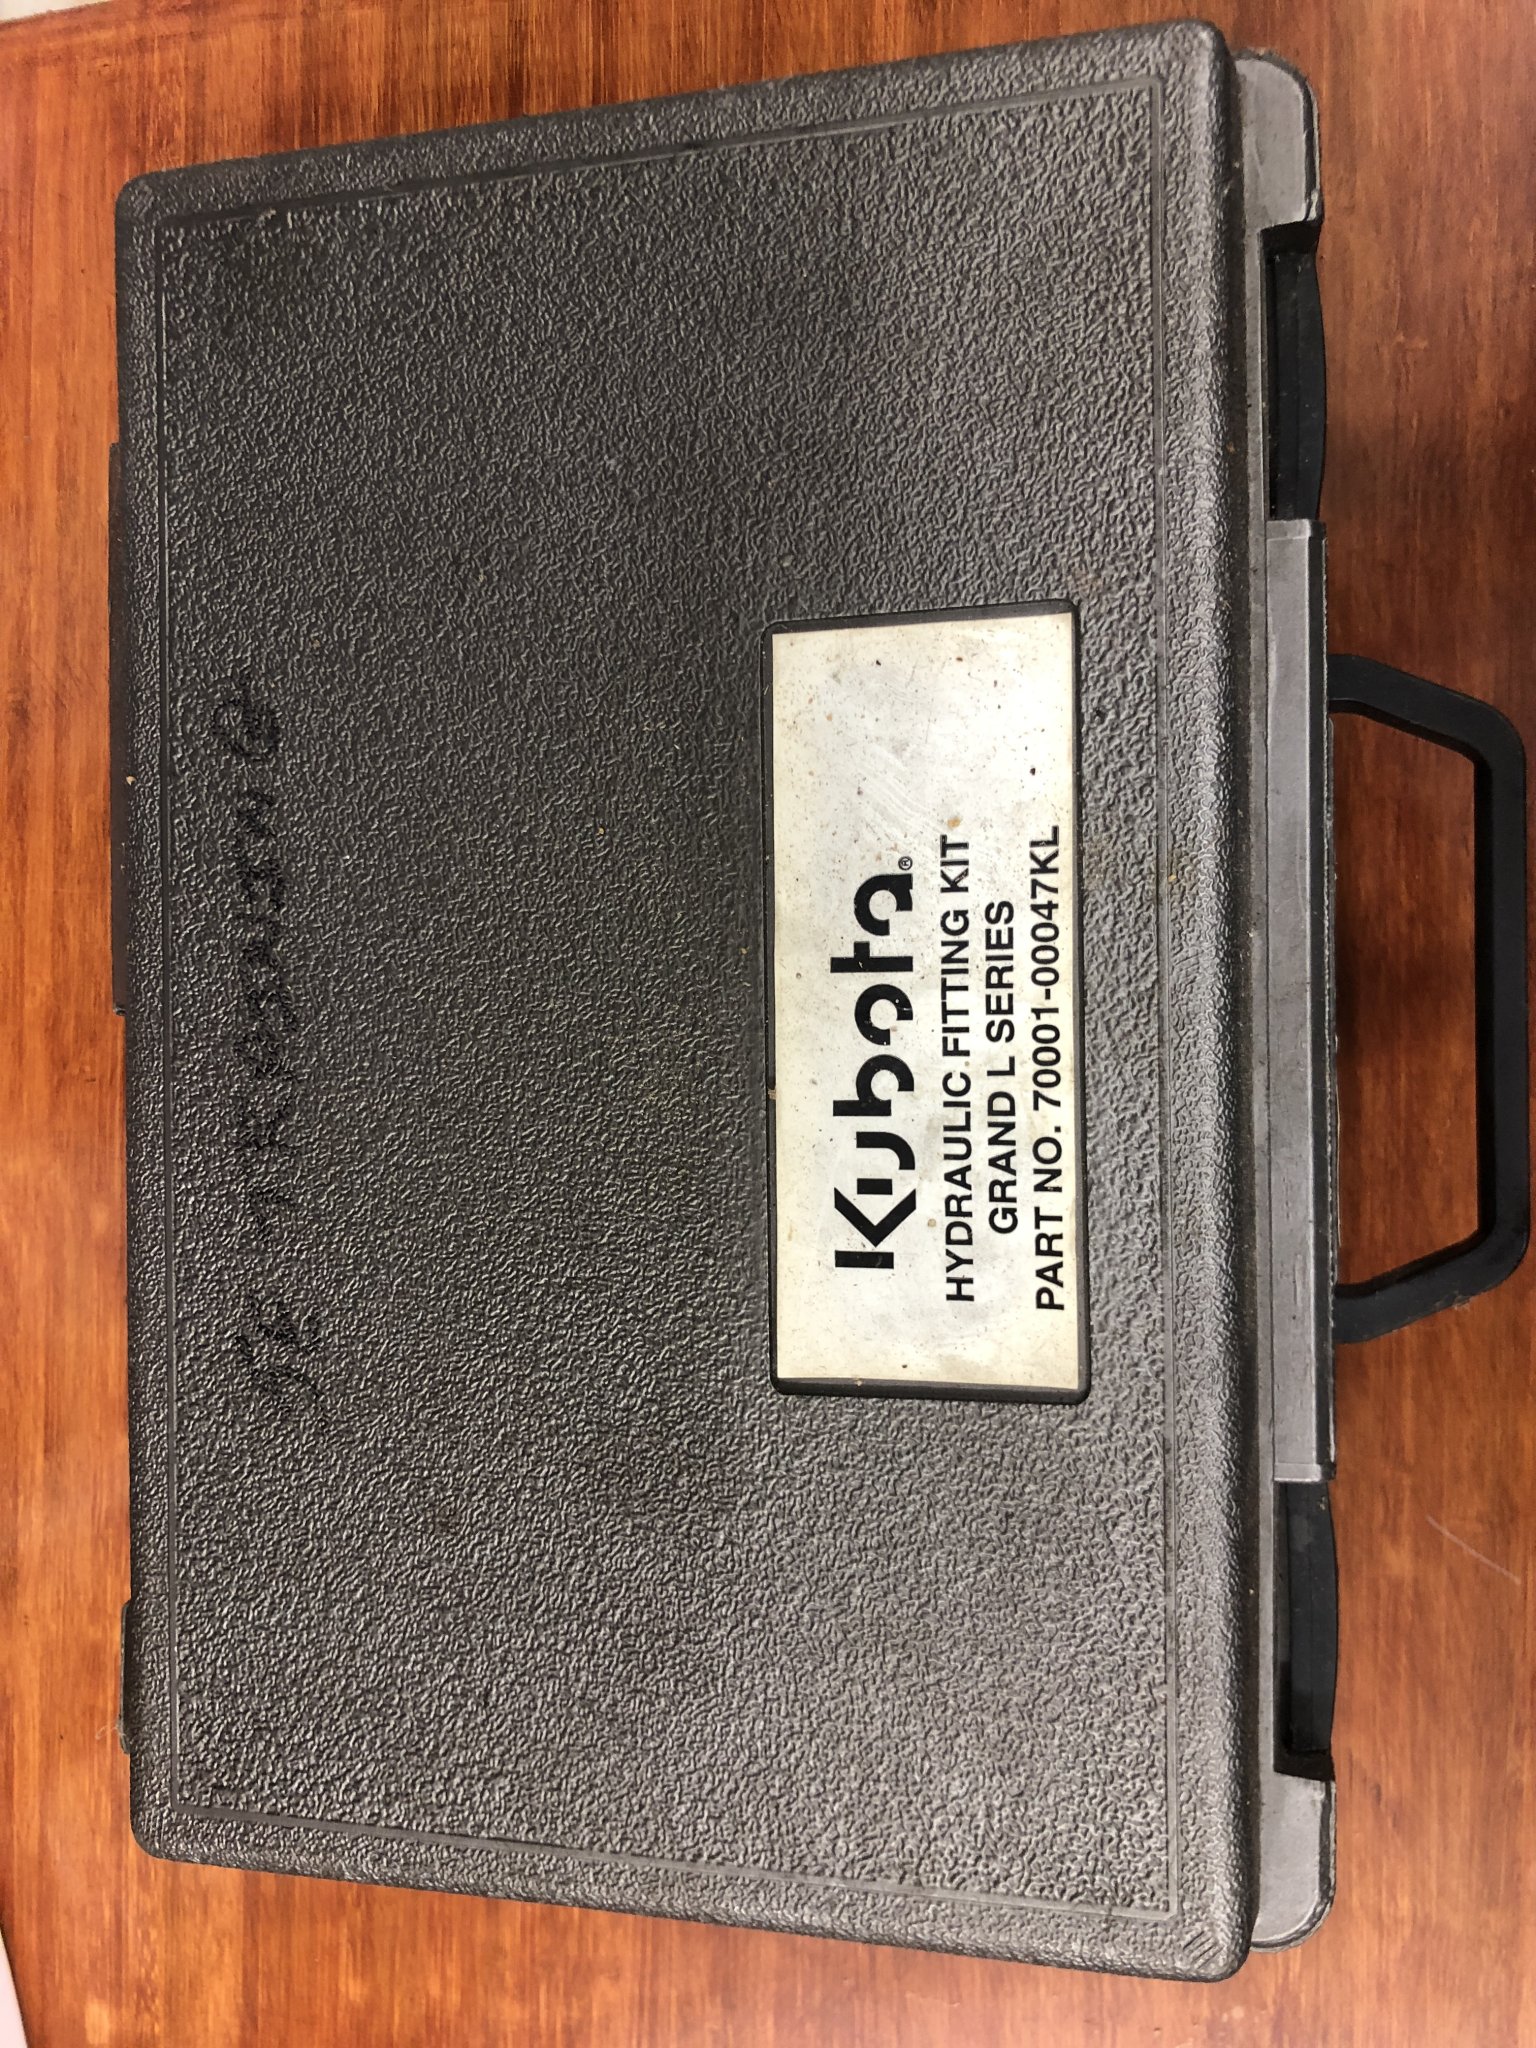 Kubota®
HYDRAULIC FITTING KIT
GRAND L SERIES
PART NO. 70001-00047KL